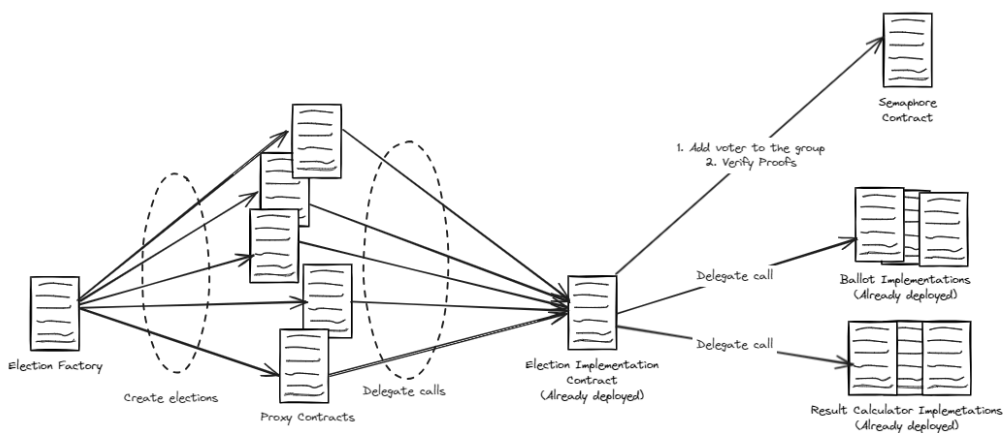 Semaphore
Contract
1. Add voter to the group
2. Verify Proofs
Delegate call
Ballot Implementations
(Already deployed)
Delegate call
Election Factory
Create elections
Proxy Contracts
Delegate calls
Election Implementation
Contract
(Already deployed)
Result Calculator Implemetations
(Already deployed)